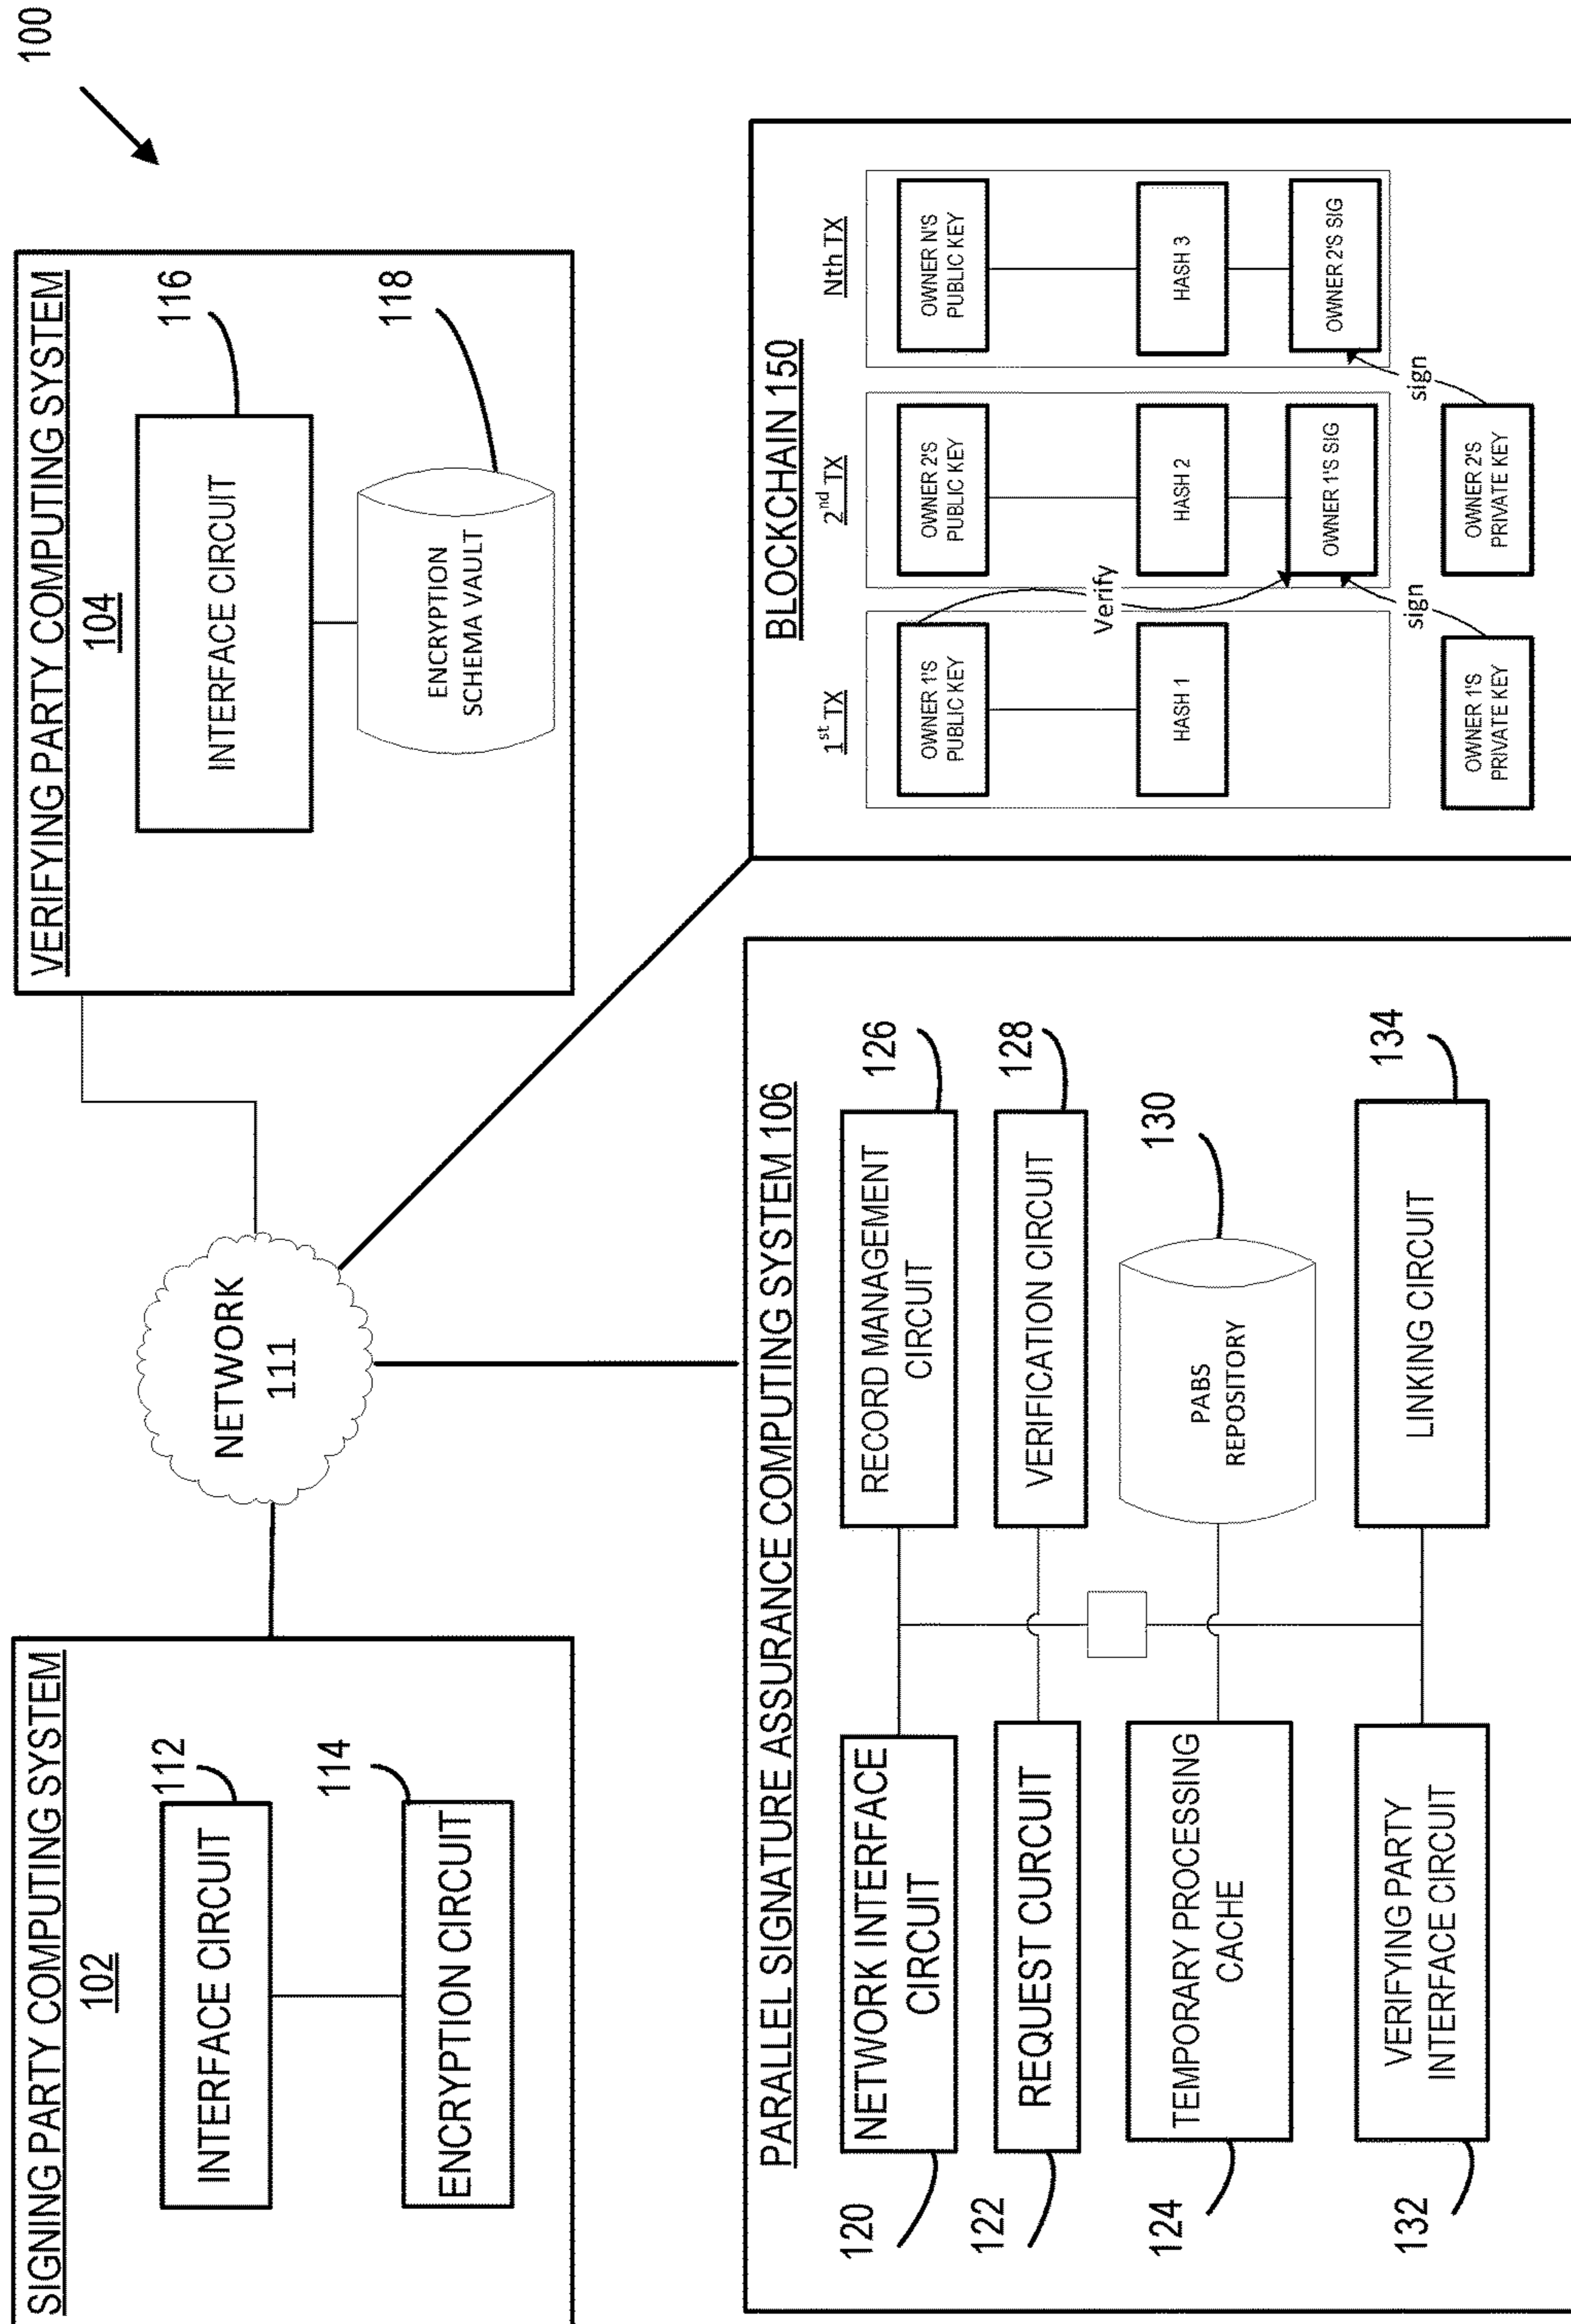 100
SIGNING PARTY COMPUTING SYSTEM
102
INTERFACE CIRCUIT
112
ENCRYPTION CIRCUIT
114
NETWORK
111
VERIFYING PARTY COMPUTING SYSTEM
104
INTERFACE CIRCUIT
116
ENCRYPTION
SCHEMA VAULT
118
PARALLEL SIGNATURE ASSURANCE COMPUTING SYSTEM 106
120
NETWORK INTERFACE
CIRCUIT
RECORD MANAGEMENT
CIRCUIT
126
122
REQUEST CURCUIT
VERIFICATION CIRCUIT
128
124
TEMPORARY PROCESSING
CACHE
PABS
REPOSITORY
130
132
VERIFYING PARTY
INTERFACE CIRCUIT
LINKING CIRCUIT
134
BLOCKCHAIN 150
1st TX
2nd TX
Nth TX
OWNER 1'S
PUBLIC KEY
OWNER 2'S
PUBLIC KEY
OWNER N'S
PUBLIC KEY
Verify
HASH 1
HASH 2
HASH 3
OWNER 1'S SIG
OWNER 2'S SIG
sign
sign
OWNER 1'S
PRIVATE KEY
OWNER 2'S
PRIVATE KEY